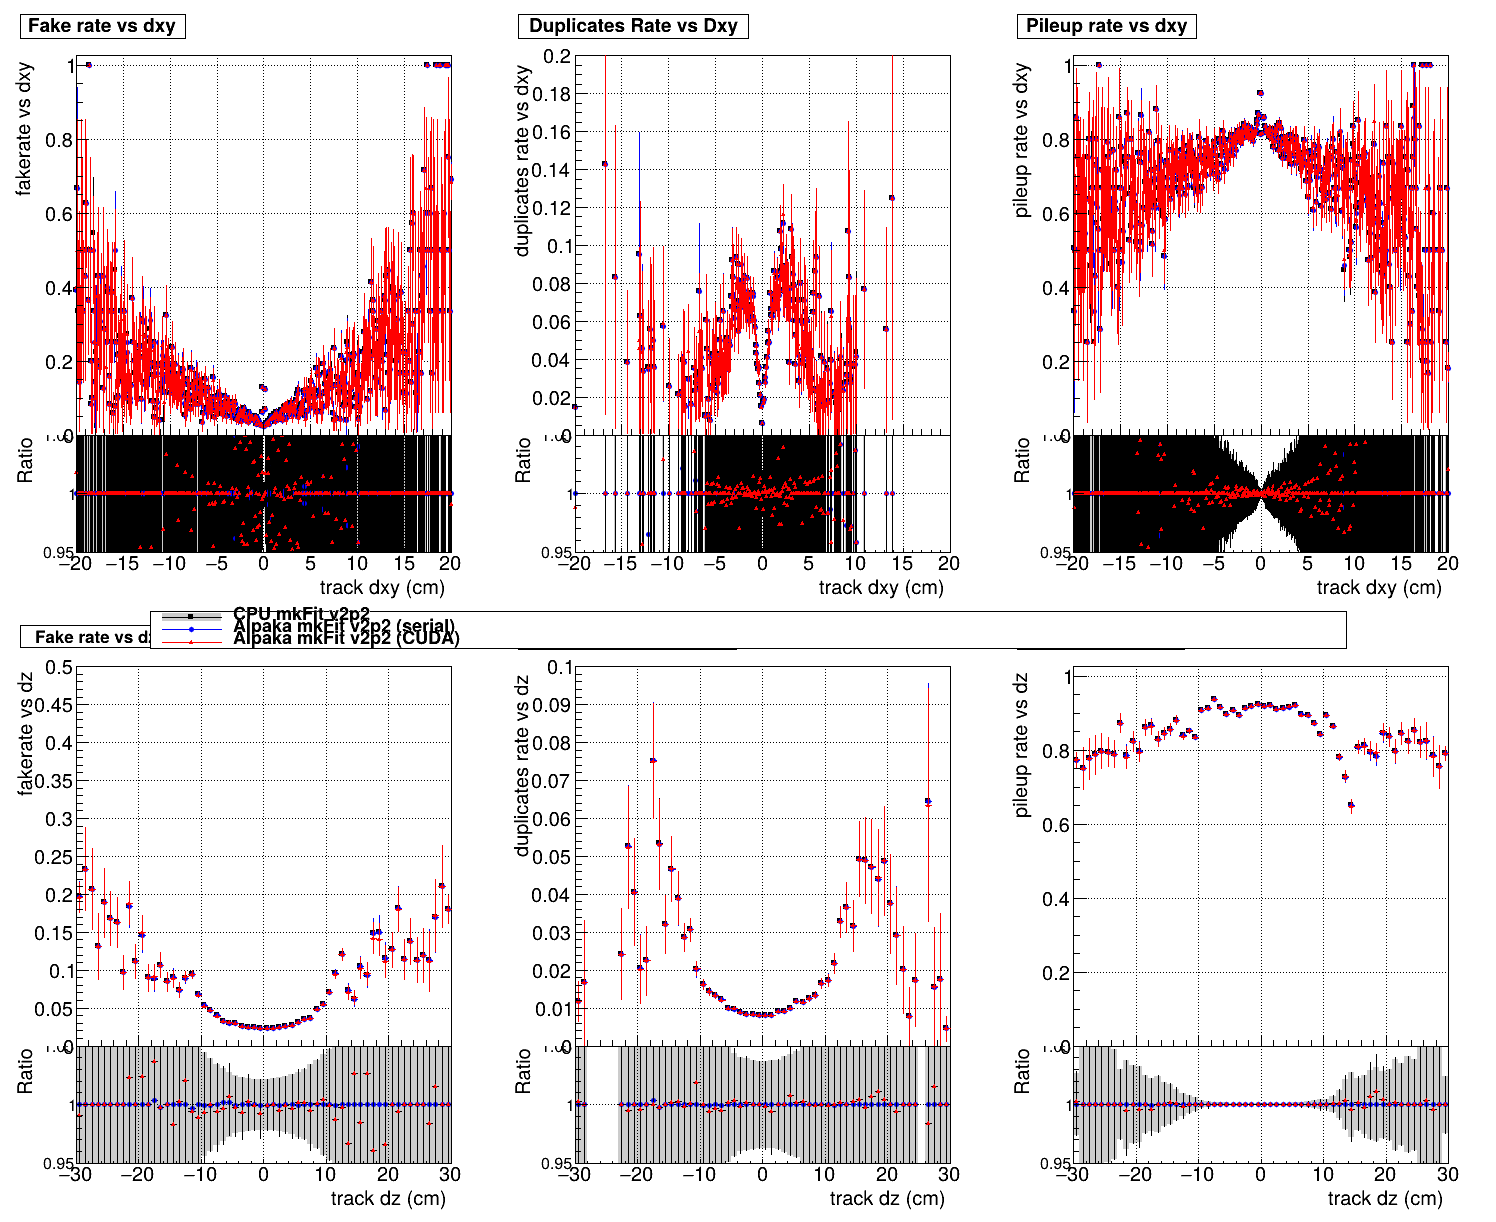 Fake rate vs dxy
Duplicates Rate vs Dxy
Pileup rate vs dxy
fakerate vs dxy
1
0.8
0.6
0.4
0.2
0
Ratio
1
0.95
−20 −15 −10 −5 0 5 10 15 20
track dxy (cm)
duplicates rate vs dxy
0.2
0.18
0.16
0.14
0.12
0.1
0.08
0.06
0.04
0.02
0
Ratio
1
0.95
−20 −15 −10 −5 0 5 10 15 20
track dxy (cm)
pileup rate vs dxy
1
0.8
0.6
0.4
0.2
0
Ratio
1
0.95
−20 −15 −10 −5 0 5 10 15 20
track dxy (cm)
CPU mkFit v2p2
Alpaka mkFit v2p2 (serial)
Alpaka mkFit v2p2 (CUDA)
Fake rate vs dz
fakerate vs dz
0.5
0.45
0.4
0.35
0.3
0.25
0.2
0.15
0.1
0.05
0
Ratio
1
0.95
−30 −20 −10 0 10 20 30
track dz (cm)
duplicates rate vs dz
0.1
0.09
0.08
0.07
0.06
0.05
0.04
0.03
0.02
0.01
0
Ratio
1
0.95
−30 −20 −10 0 10 20 30
track dz (cm)
pileup rate vs dz
1
0.8
0.6
0.4
0.2
0
Ratio
1
0.95
−30 −20 −10 0 10 20 30
track dz (cm)